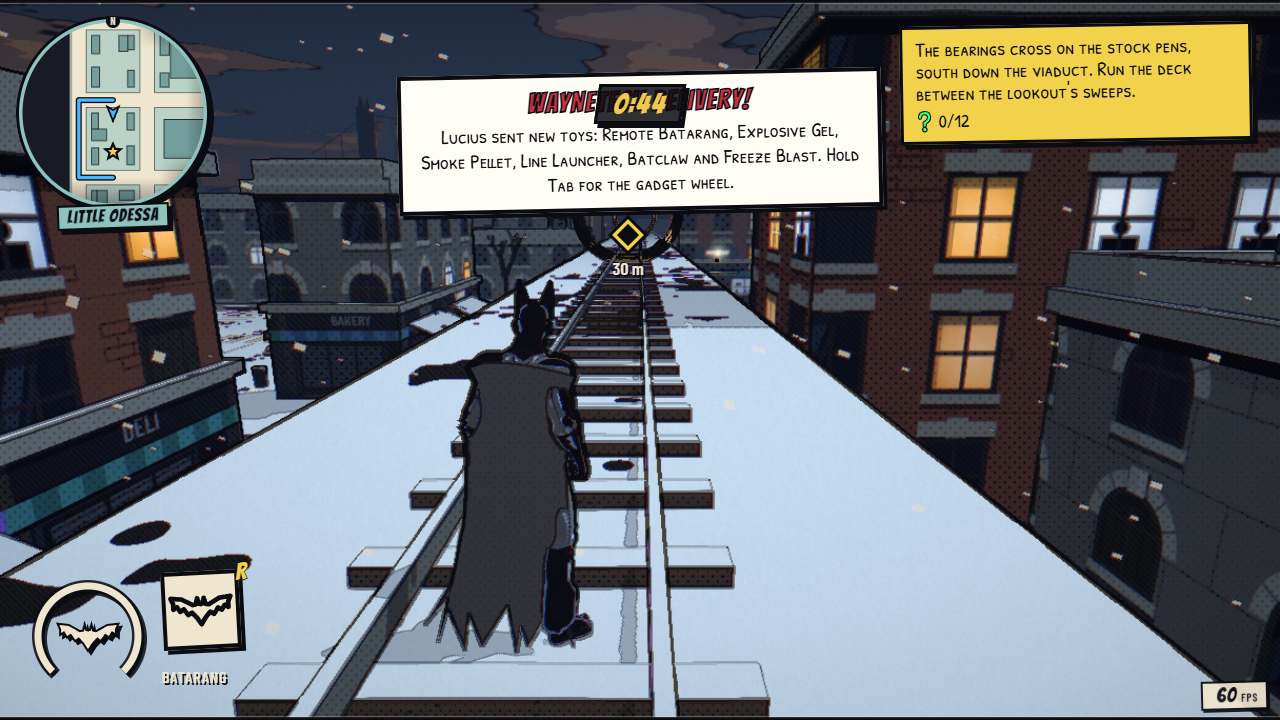 N
LITTLE ODESSA
WAYNE
IVERY!
0:44
LUCIUS SENT NEW TOYS: REMOTE BATARANG, EXPLOSIVE GEL,
SMOKE PELLET, LINE LAUNCHER, BATCLAW AND FREEZE BLAST. HOLD
TAB FOR THE GADGET WHEEL.
THE BEARINGS CROSS ON THE STOCK PENS,
SOUTH DOWN THE VIADUCT. RUN THE DECK
BETWEEN THE LOOKOUT'S SWEEPS.
? 0/12
30 m
BAKERY
DELI
R
BATARANG
60 FPS